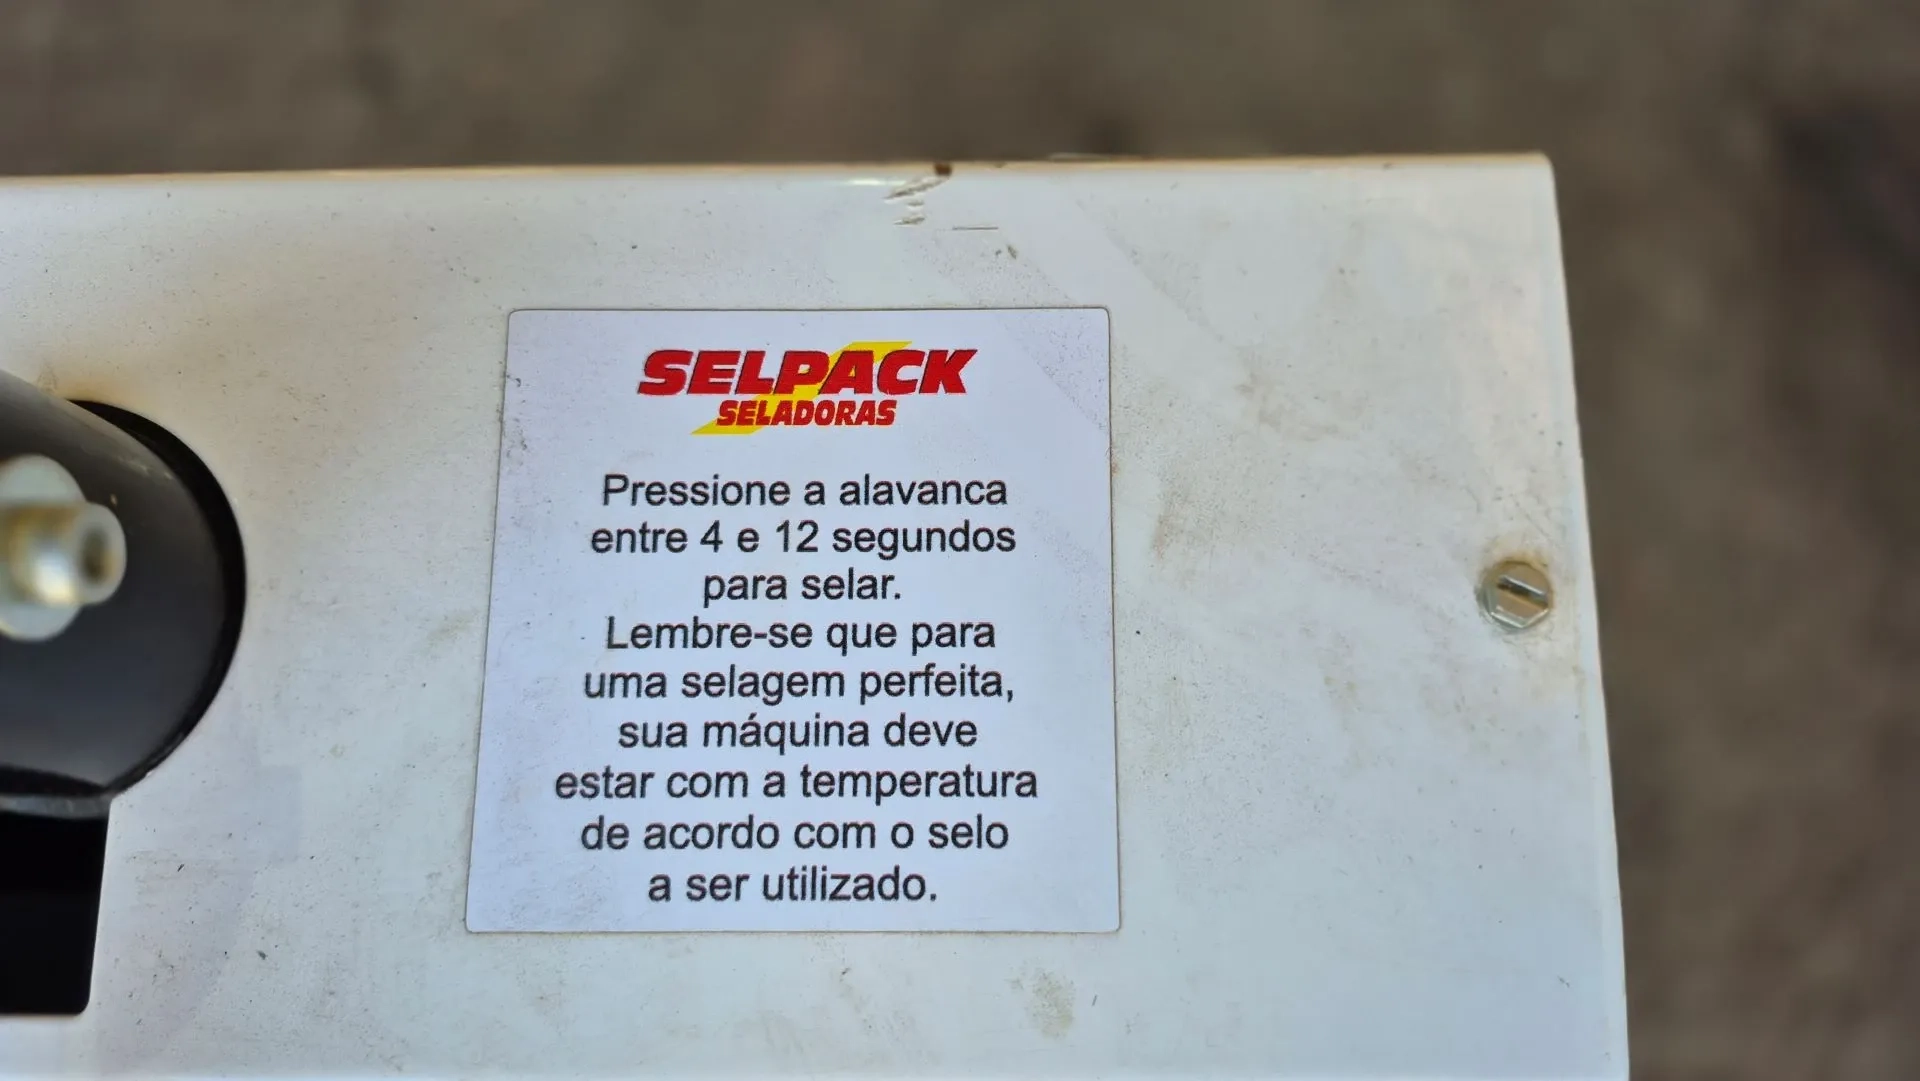 SELPACK
SELADORAS
Pressione a alavanca
entre 4 e 12 segundos
para selar.
Lembre-se que para
uma selagem perfeita,
sua máquina deve
estar com a temperatura
de acordo com o selo
a ser utilizado.